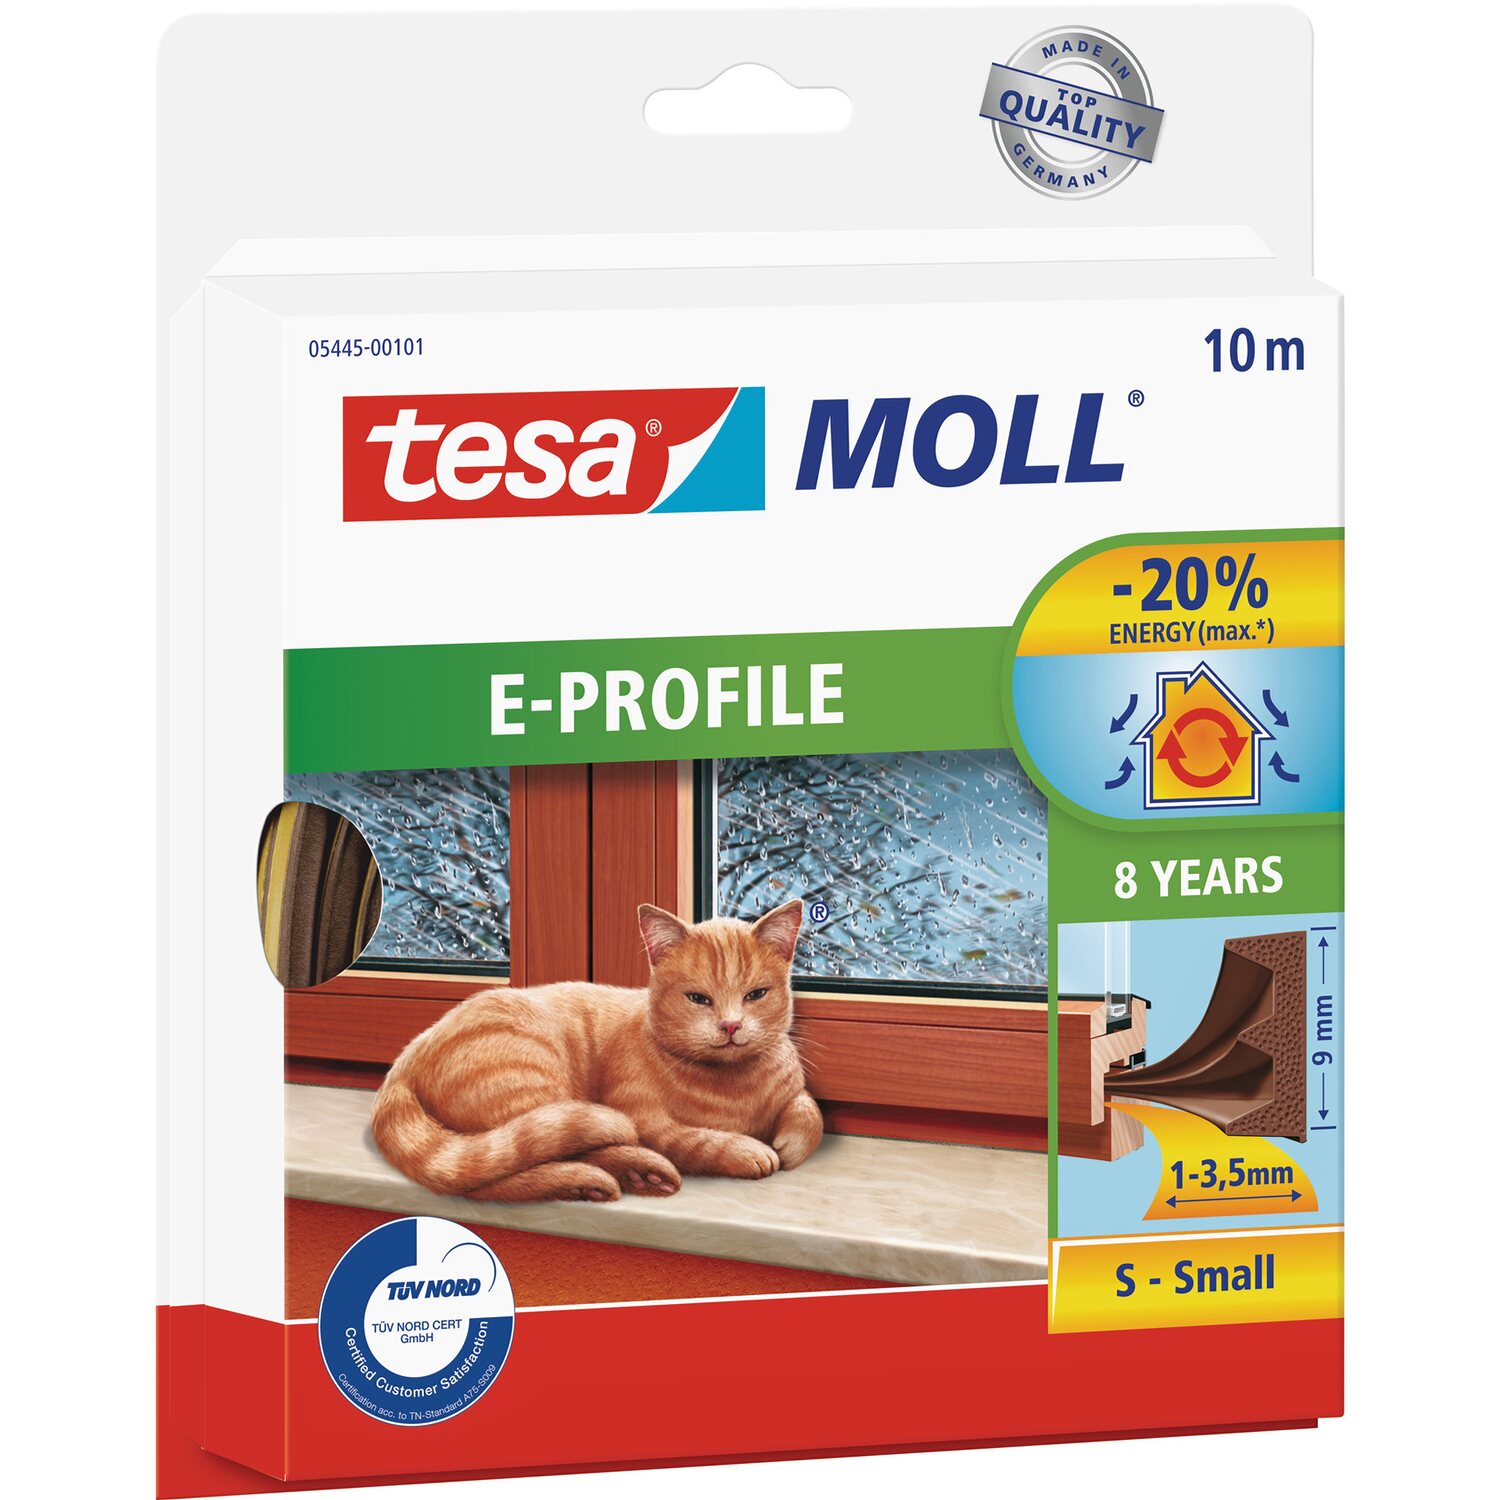 MADE IN
TOP
QUALITY
GERMANY
05445-00101
10 m
tesa® MOLL®
-20%
ENERGY (max.*)
E-PROFILE
8 YEARS
®
9 mm
1-3,5mm
S - Small
TÜV NORD
TÜV NORD CERT
GmbH
Certified Customer Satisfaction
Certification acc. to TN-Standard A75-S009